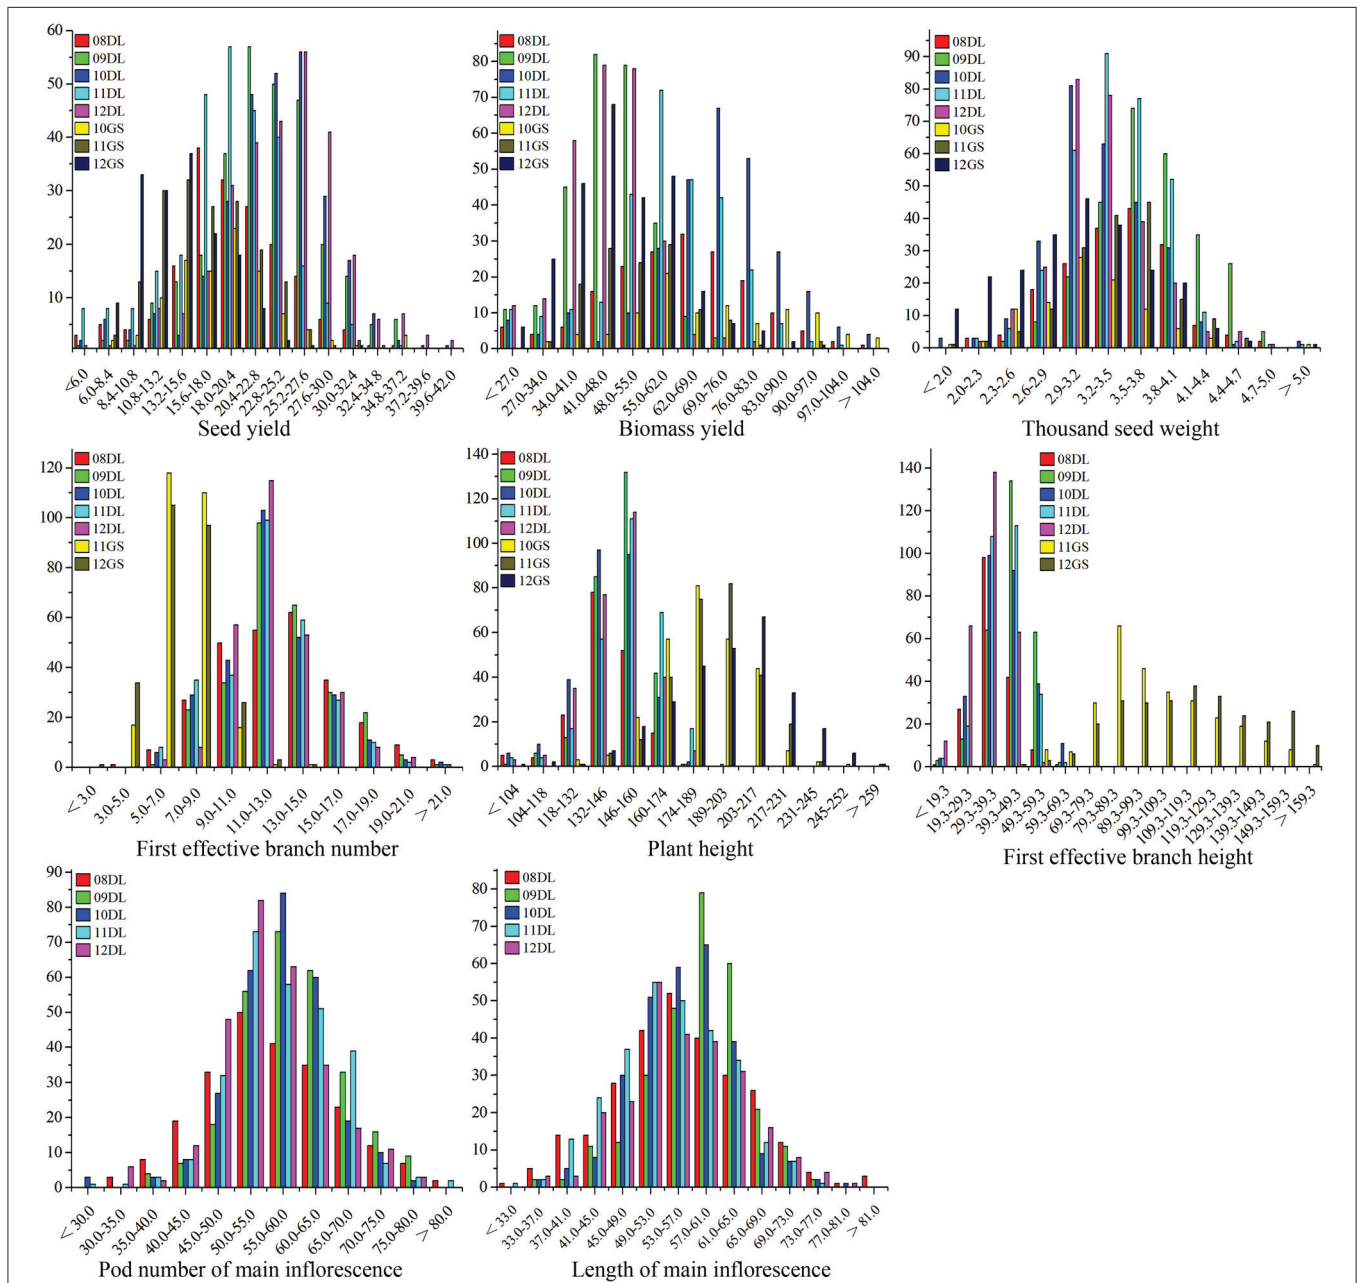 60
50
40
30
20
10
08DL
09DL
10DL
11DL
12DL
10GS
11GS
12GS
<6.0
6.0-8.4
8.4-10.8
10.8-13.2
13.2-15.6
15.6-18.0
18.0-20.4
20.4-22.8
22.8-25.2
25.2-27.6
27.6-30.0
30.0-32.4
32.4-34.8
34.8-37.2
37.2-39.6
39.6-42.0
Seed yield
80
70
60
50
40
30
20
10
0
08DL
09DL
10DL
11DL
12DL
10GS
11GS
12GS
< 27.0
27.0-34.0
34.0-41.0
41.0-48.0
48.0-55.0
55.0-62.0
62.0-69.0
69.0-76.0
76.0-83.0
83.0-90.0
90.0-97.0
97.0-104.0
> 104.0
Biomass yield
90
80
70
60
50
40
30
20
10
0
08DL
09DL
10DL
11DL
12DL
10GS
11GS
12GS
< 2.0
2.0-2.3
2.3-2.6
2.6-2.9
2.9-3.2
3.2-3.5
3.5-3.8
3.8-4.1
4.1-4.4
4.4-4.7
4.7-5.0
> 5.0
Thousand seed weight
120
100
80
60
40
30
20
10
0
08DL
09DL
10DL
11DL
12DL
11GS
12GS
< 3.0
3.0-5.0
5.0-7.0
7.0-9.0
9.0-11.0
11.0-13.0
13.0-15.0
15.0-17.0
17.0-19.0
19.0-21.0
> 21.0
First effective branch number
140
120
100
80
60
40
20
0
08DL
09DL
10DL
11DL
12DL
10GS
11GS
12GS
< 104
104-118
118-132
132-146
146-160
160-174
174-189
189-203
203-217
217-231
231-245
245-252
> 259
Plant height
140
120
100
80
60
40
20
0
08DL
09DL
10DL
11DL
12DL
11GS
12GS
< 19.3
19.3-29.3
29.3-39.3
39.3-49.3
49.3-59.3
59.3-69.3
69.3-79.3
79.3-89.3
89.3-99.3
99.3-109.3
109.3-119.3
119.3-129.3
129.3-139.3
139.3-149.3
149.3-159.3
> 159.3
First effective branch height
90
80
70
60
50
40
30
20
10
0
08DL
09DL
10DL
11DL
12DL
< 30.0
30.0-35.0
35.0-40.0
40.0-45.0
45.0-50.0
50.0-55.0
55.0-60.0
60.0-65.0
65.0-70.0
70.0-75.0
75.0-80.0
> 80.0
Pod number of main inflorescence
80
70
60
50
40
30
20
10
0
08DL
09DL
10DL
11DL
12DL
< 33.0
33.0-37.0
37.0-41.0
41.0-45.0
45.0-49.0
49.0-53.0
53.0-57.0
57.0-61.0
61.0-65.0
65.0-69.0
69.0-73.0
73.0-77.0
77.0-81.0
> 81.0
Length of main inflorescence